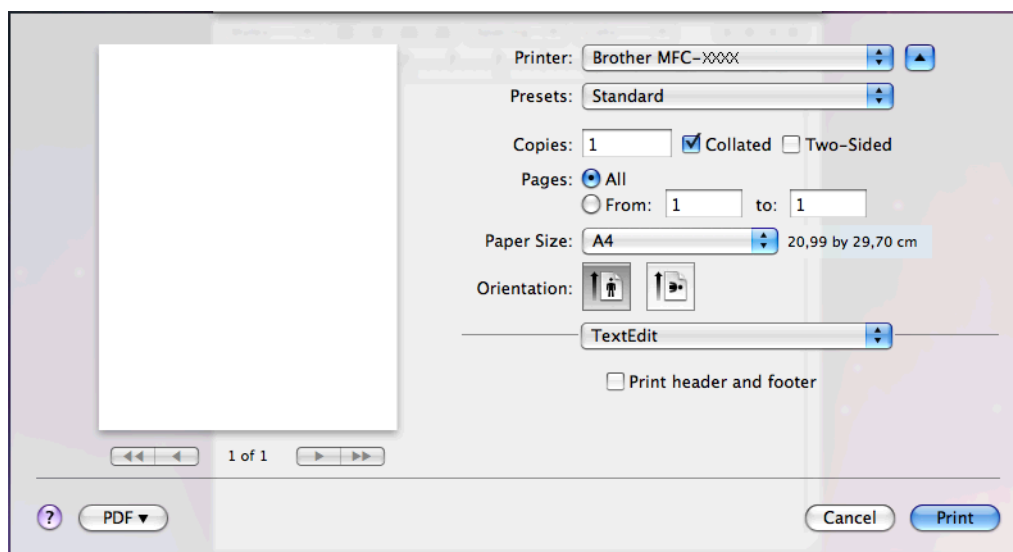 Printer: Brother MFC-XXXX
Presets: Standard
Copies: 1 Collated Two-Sided
Pages: All
From: 1 to: 1
Paper Size: A4 20,99 by 29,70 cm
Orientation:
TextEdit
Print header and footer
1 of 1
? PDF Cancel Print